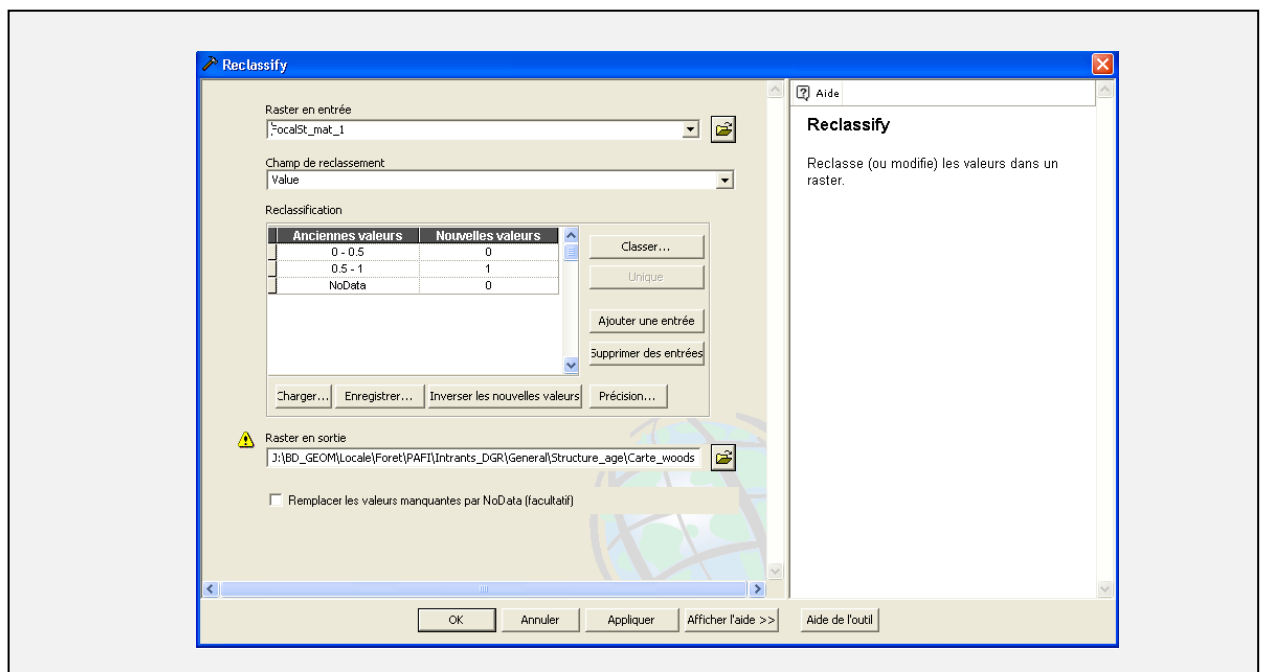 Reclassify
Raster en entrée
FocalSt_mat_1
Champ de reclassement
Value
Reclassification
Anciennes valeurs Nouvelles valeurs
0 - 0.5 0
0.5 - 1 1
NoData 0
Classer...
Unique
Ajouter une entrée
Supprimer des entrées
Charger... Enregistrer... Inverser les nouvelles valeurs Précision...
Raster en sortie
J:\BD_GEOM\Locale\Foret\PAFI\Intrants_DGR\General\Structure_age\Carte_woods
Remplacer les valeurs manquantes par NoData (facultatif)
OK Annuler Appliquer Afficher l'aide >>
Aide
Reclassify
Reclasse (ou modifie) les valeurs dans un
raster.
Aide de l'outil